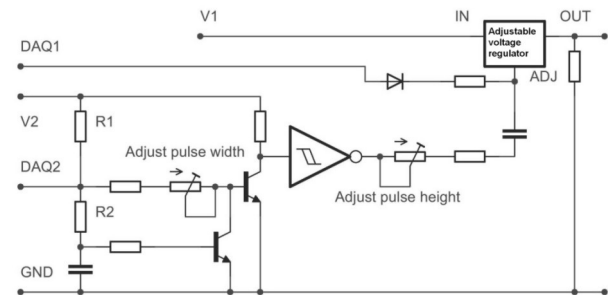 V1
IN
OUT
Adjustable
voltage
regulator
DAQ1
ADJ
V2
R1
Adjust pulse width
DAQ2
Adjust pulse height
R2
GND